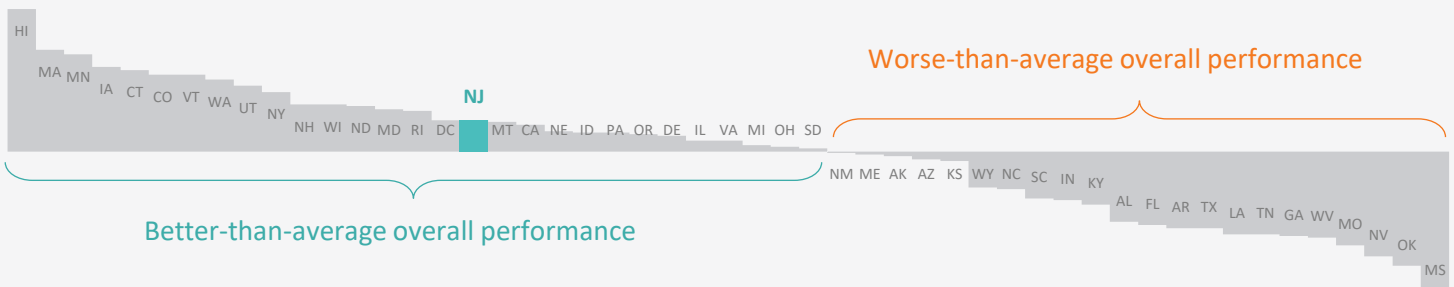 HI
MA MN IA CT CO VT WA UT NY NH WI ND MD RI DC NJ MT CA NE ID PA OR DE IL VA MI OH SD
Worse-than-average overall performance
NM ME AK AZ KS WY NC SC IN KY AL FL AR TX LA TN GA WV MO NV OK MS
Better-than-average overall performance